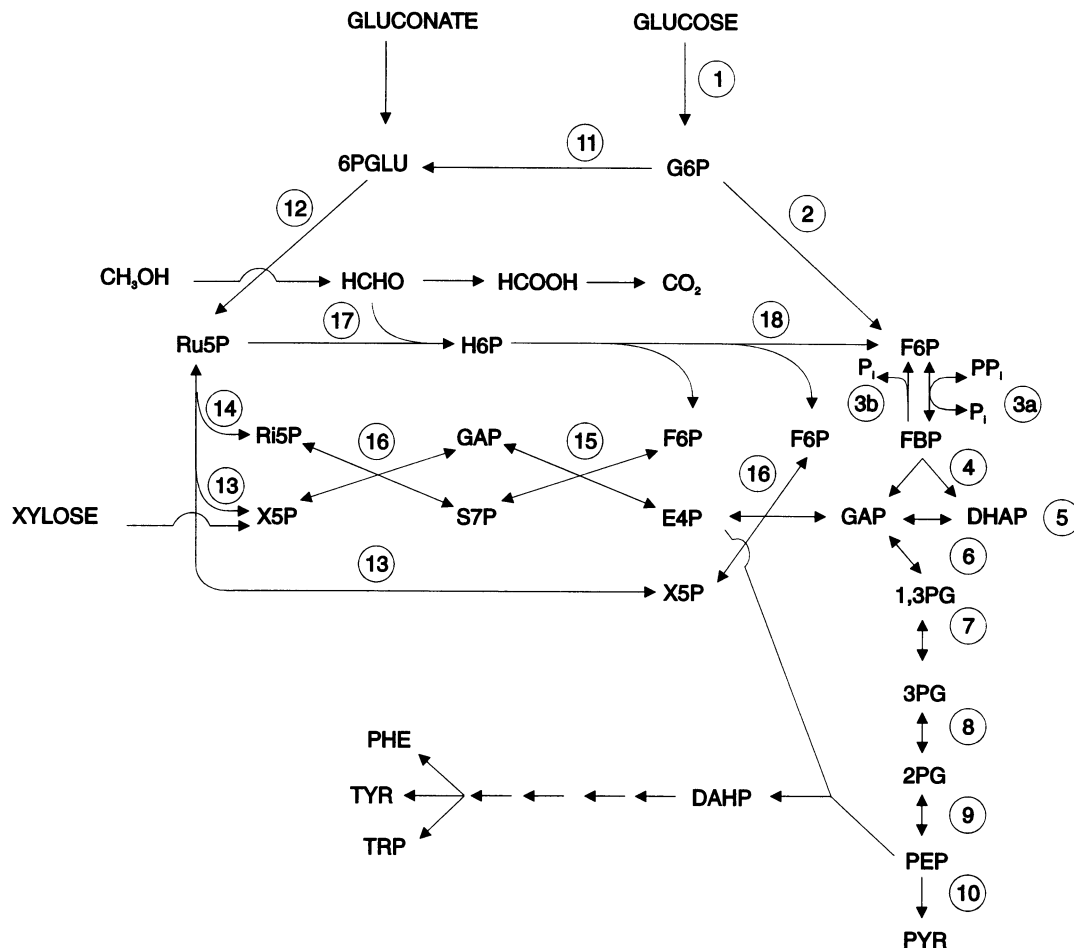 GLUCONATE GLUCOSE
1
11
6PGLU G6P
12 2
CH₃OH HCHO HCOOH CO₂
17 18
Ru5P H6P F6P
Pᵢ PPᵢ
3b Pᵢ 3a
14 Ri5P 16 GAP 15 F6P F6P FBP
16 4
13
XYLOSE X5P S7P E4P GAP DHAP 5
6
13
X5P 1,3PG
7
3PG
PHE 8
TYR DAHP 2PG
9
TRP
PEP
10
PYR